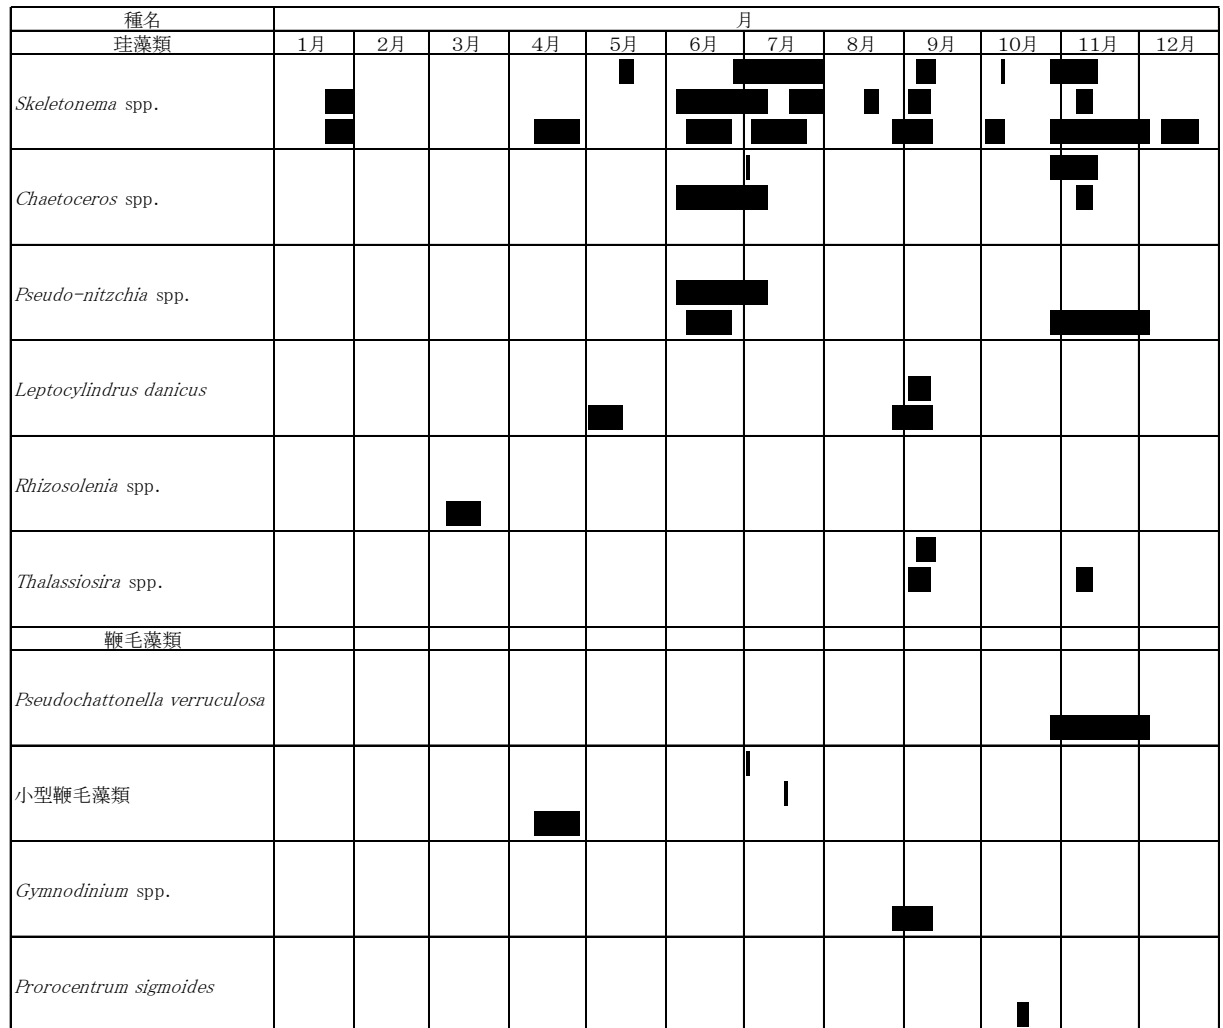 種名 月
珪藻類 1月 2月 3月 4月 5月 6月 7月 8月 9月 10月 11月 12月
Skeletonema spp.
Chaetoceros spp.
Pseudo-nitzchia spp.
Leptocylindrus danicus
Rhizosolenia spp.
Thalassiosira spp.
鞭毛藻類
Pseudochattonella verruculosa
小型鞭毛藻類
Gymnodinium spp.
Prorocentrum sigmoides